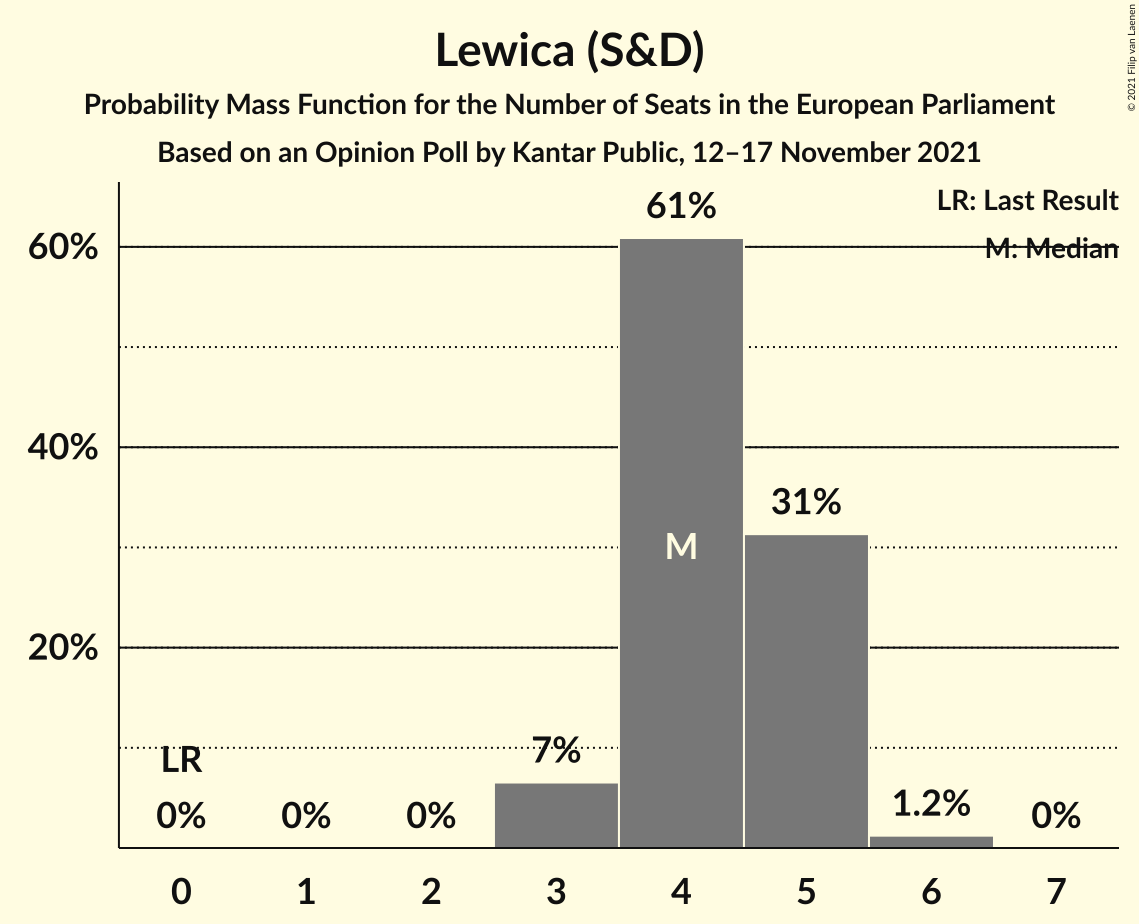 Lewica (S&D)
Probability Mass Function for the Number of Seats in the European Parliament
Based on an Opinion Poll by Kantar Public, 12–17 November 2021
© 2021 Filip van Laenen
LR: Last Result
M: Median
61%
60%
40%
31%
M
20%
LR
7%
0% 0% 0% 1.2% 0%
0 1 2 3 4 5 6 7